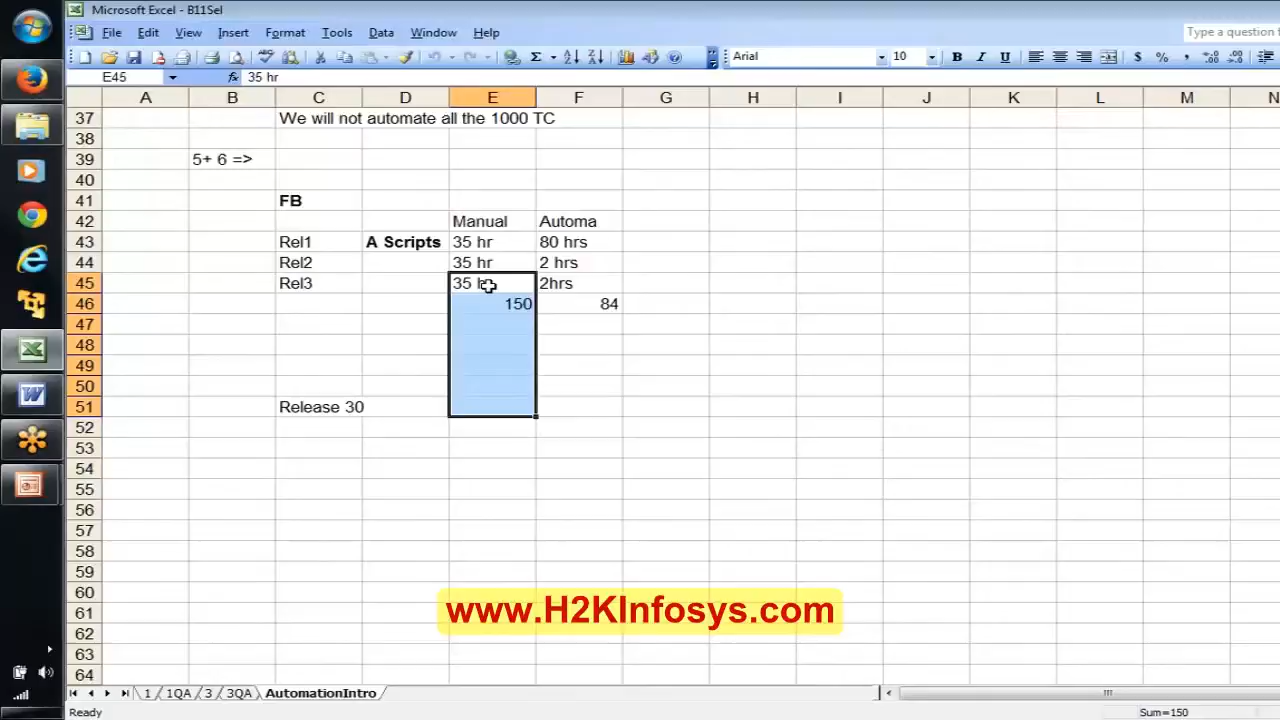 Microsoft Excel - B11Sel
File Edit View Insert Format Tools Data Window Help
Type a question
Arial 10 B I U $ %
E45 fx 35 hr
A B C D E F G H I J K L M N
37 We will not automate all the 1000 TC
38
39 5+ 6 =>
40
41 FB
42 Manual Automa
43 Rel1 A Scripts 35 hr 80 hrs
44 Rel2 35 hr 2 hrs
45 Rel3 35 2hrs
46 150 84
47
48
49
50
51 Release 30
52
53
54
55
56
57
58
59
60
61
62
63
64
www.H2KInfosys.com
1 1QA 3 3QA AutomationIntro
Ready Sum=150